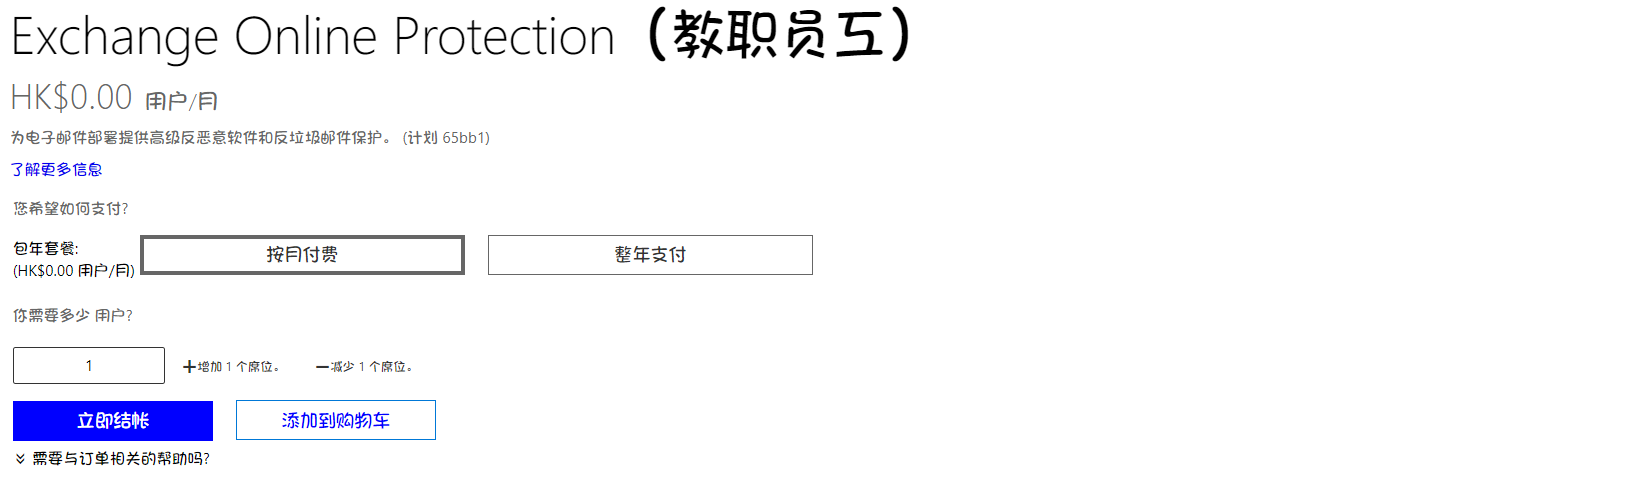 Exchange Online Protection（教职员工）
HK$0.00 用户/月
为电子邮件部署提供高级反恶意软件和反垃圾邮件保护。 (计划 65bb1)
了解更多信息
您希望如何支付?
包年套餐:
(HK$0.00 用户/月)
按月付费
整年支付
你需要多少 用户?
1
+增加 1 个席位。
−减少 1 个席位。
立即结帐
添加到购物车
需要与订单相关的帮助吗?